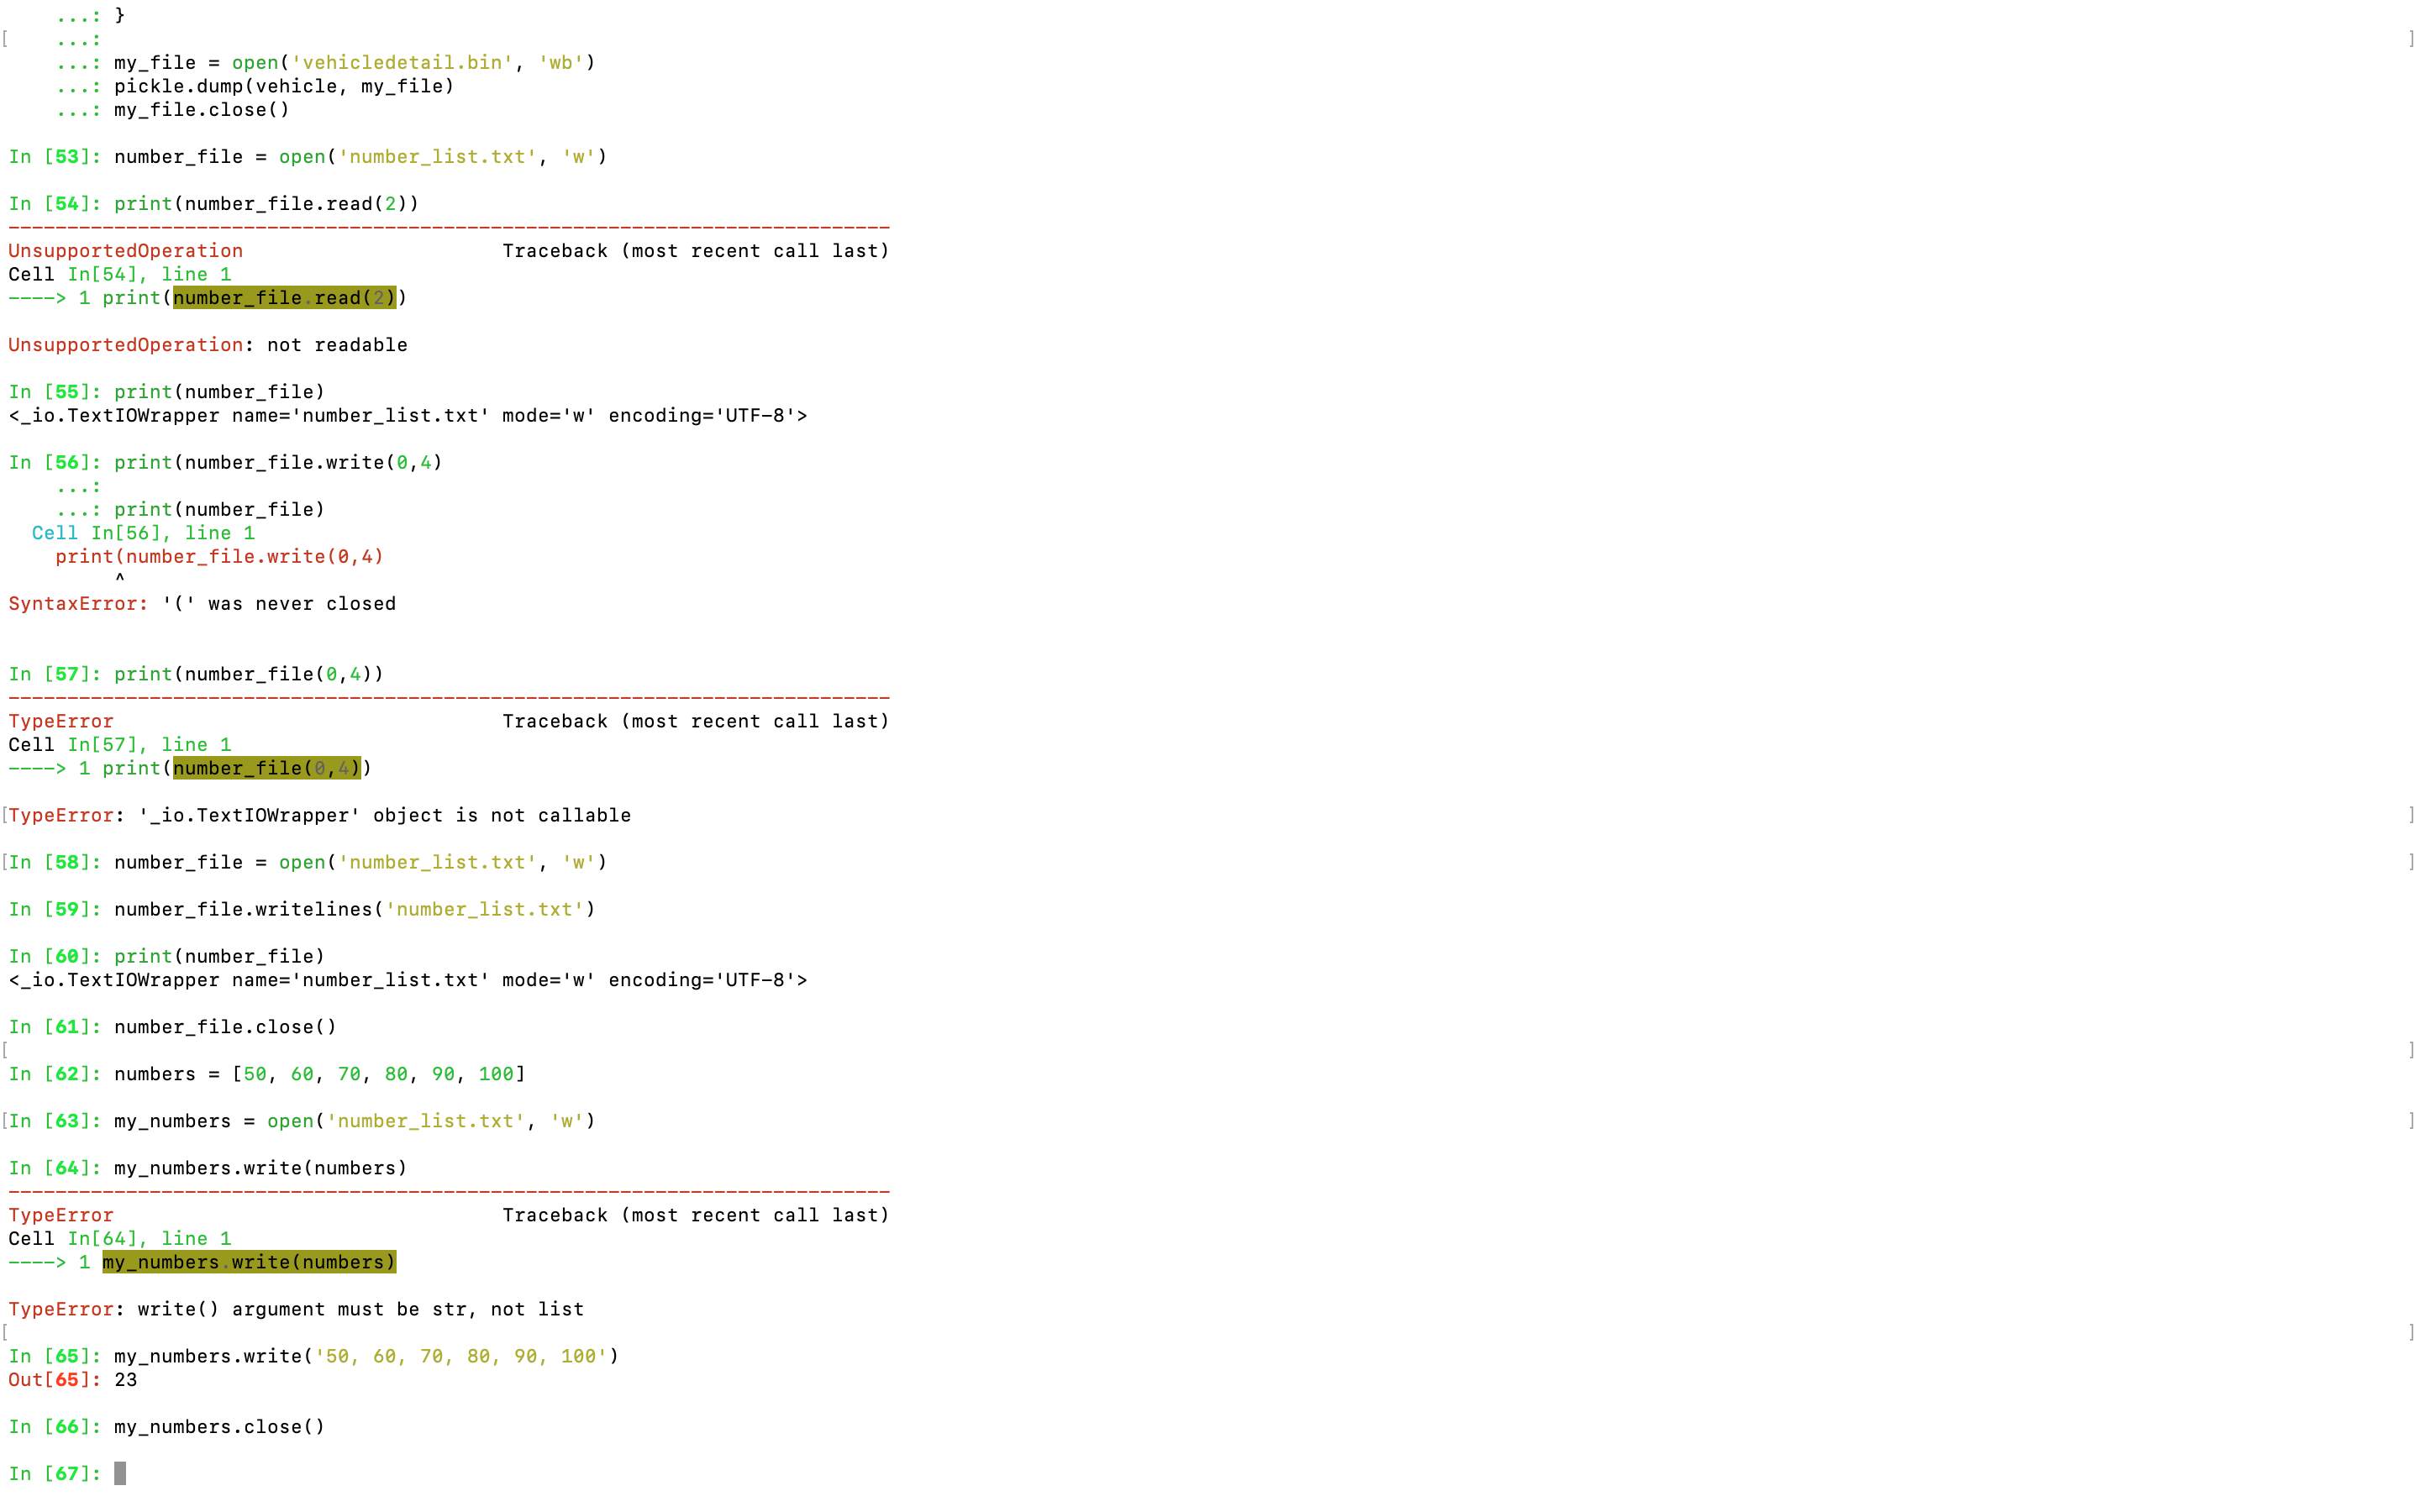 ...: }
[ ...: ]
...: my_file = open('vehicledetail.bin', 'wb')
...: pickle.dump(vehicle, my_file)
...: my_file.close()
In [53]: number_file = open('number_list.txt', 'w')
In [54]: print(number_file.read(2))
---------------------------------------------------------------------------
UnsupportedOperation Traceback (most recent call last)
Cell In[54], line 1
----> 1 print(number_file.read(2))
UnsupportedOperation: not readable
In [55]: print(number_file)
<_io.TextIOWrapper name='number_list.txt' mode='w' encoding='UTF-8'>
In [56]: print(number_file.write(0,4)
...:
...: print(number_file)
Cell In[56], line 1
print(number_file.write(0,4)
^
SyntaxError: '(' was never closed
In [57]: print(number_file(0,4))
---------------------------------------------------------------------------
TypeError Traceback (most recent call last)
Cell In[57], line 1
----> 1 print(number_file(0,4))
[TypeError: '_io.TextIOWrapper' object is not callable ]
[In [58]: number_file = open('number_list.txt', 'w') ]
In [59]: number_file.writelines('number_list.txt')
In [60]: print(number_file)
<_io.TextIOWrapper name='number_list.txt' mode='w' encoding='UTF-8'>
In [61]: number_file.close()
[ ]
In [62]: numbers = [50, 60, 70, 80, 90, 100]
[In [63]: my_numbers = open('number_list.txt', 'w') ]
In [64]: my_numbers.write(numbers)
---------------------------------------------------------------------------
TypeError Traceback (most recent call last)
Cell In[64], line 1
----> 1 my_numbers.write(numbers)
TypeError: write() argument must be str, not list
[ ]
In [65]: my_numbers.write('50, 60, 70, 80, 90, 100')
Out[65]: 23
In [66]: my_numbers.close()
In [67]: